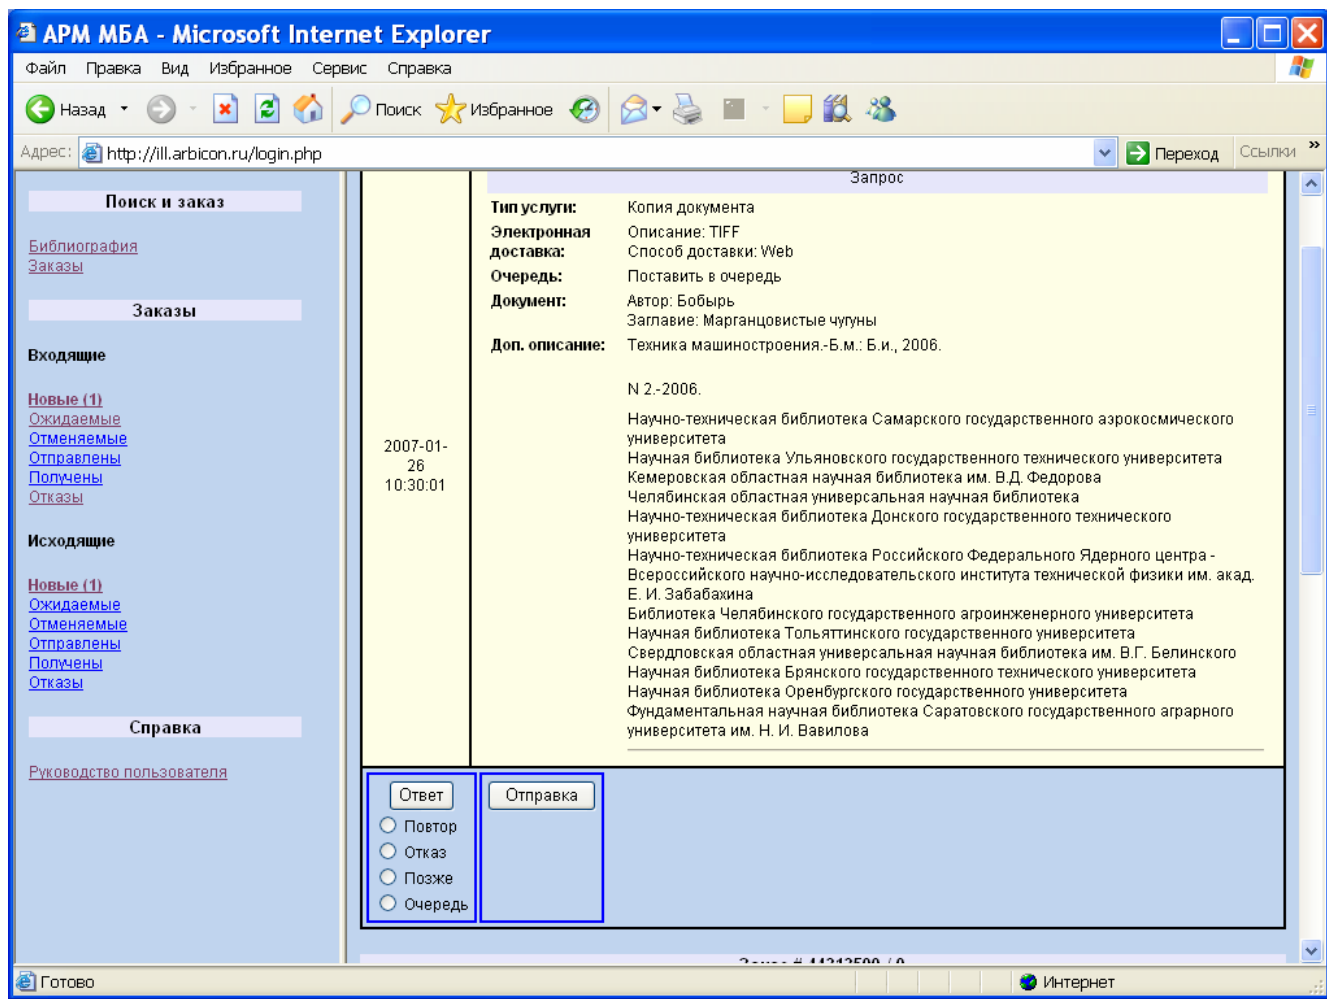 АРМ МБА - Microsoft Internet Explorer
Файл Правка Вид Избранное Сервис Справка
Назад Поиск Избранное
Адрес: http://ill.arbicon.ru/login.php Переход Ссылки »
Поиск и заказ
Библиография
Заказы
Заказы
Входящие
Новые (1)
Ожидаемые
Отменяемые
Отправлены
Получены
Отказы
Исходящие
Новые (1)
Ожидаемые
Отменяемые
Отправлены
Получены
Отказы
Справка
Руководство пользователя
2007-01-
26
10:30:01
Запрос
Тип услуги: Копия документа
Электронная Описание: TIFF
доставка: Способ доставки: Web
Очередь: Поставить в очередь
Документ: Автор: Бобырь
Заглавие: Марганцовистые чугуны
Доп. описание: Техника машиностроения.-Б.м.: Б.и., 2006.
N 2.-2006.
Научно-техническая библиотека Самарского государственного аэрокосмического
университета
Научная библиотека Ульяновского государственного технического университета
Кемеровская областная научная библиотека им. В.Д. Федорова
Челябинская областная универсальная научная библиотека
Научно-техническая библиотека Донского государственного технического
университета
Научно-техническая библиотека Российского Федерального Ядерного центра -
Всероссийского научно-исследовательского института технической физики им. акад.
Е. И. Забабахина
Библиотека Челябинского государственного агроинженерного университета
Научная библиотека Тольяттинского государственного университета
Свердловская областная универсальная научная библиотека им. В.Г. Белинского
Научная библиотека Брянского государственного технического университета
Научная библиотека Оренбургского государственного университета
Фундаментальная научная библиотека Саратовского государственного аграрного
университета им. Н. И. Вавилова
Ответ Отправка
Повтор
Отказ
Позже
Очередь
Готово Интернет